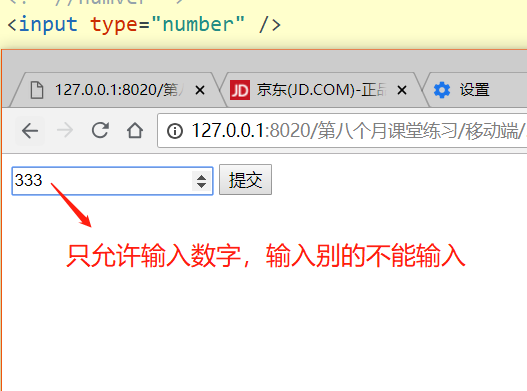 <!-- //numver -->
<input type="number" />
127.0.0.1:8020/第八
京东(JD.COM)-正品
设置
127.0.0.1:8020/第八个月课堂练习/移动端/
333
提交
只允许输入数字，输入别的不能输入